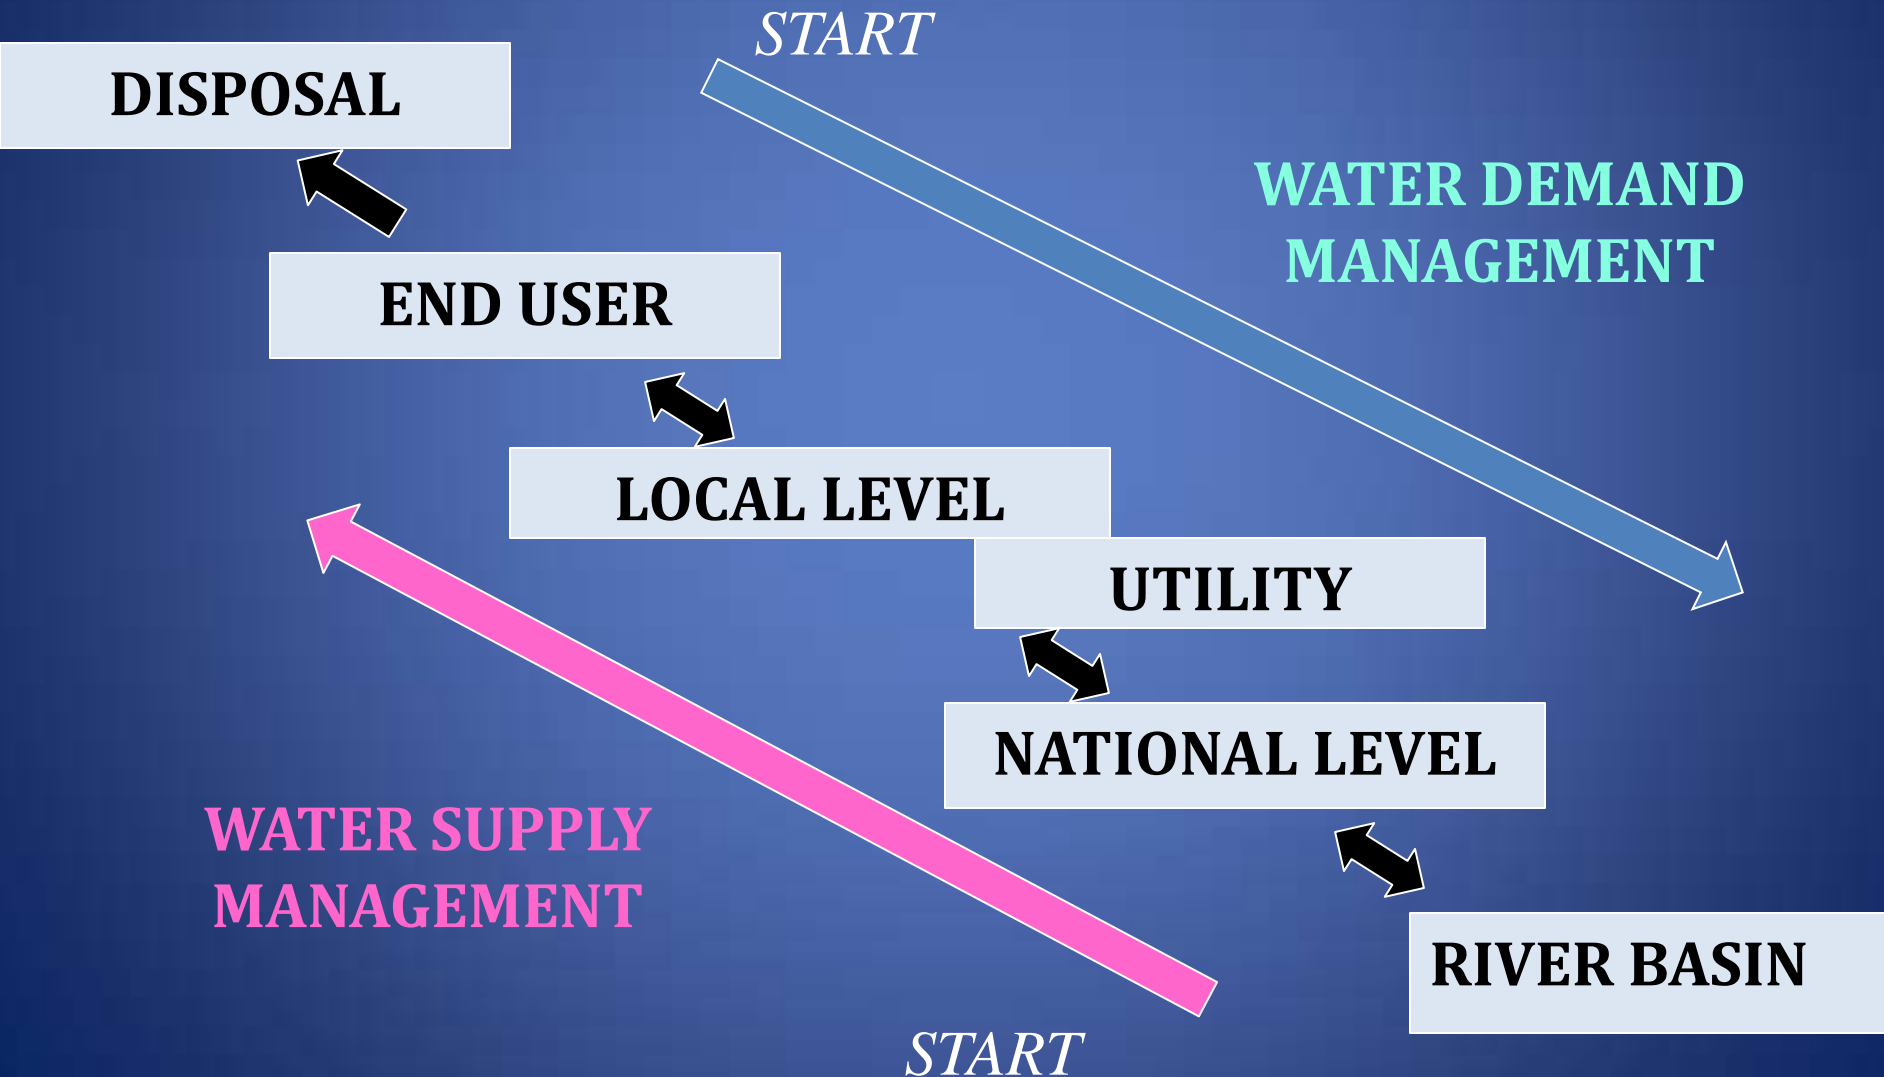 START
DISPOSAL
WATER DEMAND
MANAGEMENT
END USER
LOCAL LEVEL
UTILITY
NATIONAL LEVEL
WATER SUPPLY
MANAGEMENT
RIVER BASIN
START